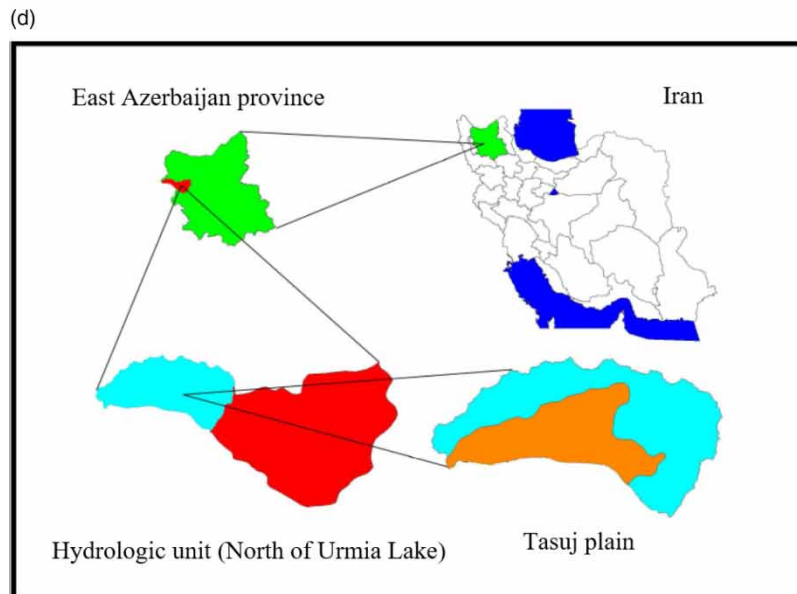 (d)
East Azerbaijan province
Iran
Hydrologic unit (North of Urmia Lake)
Tasuj plain